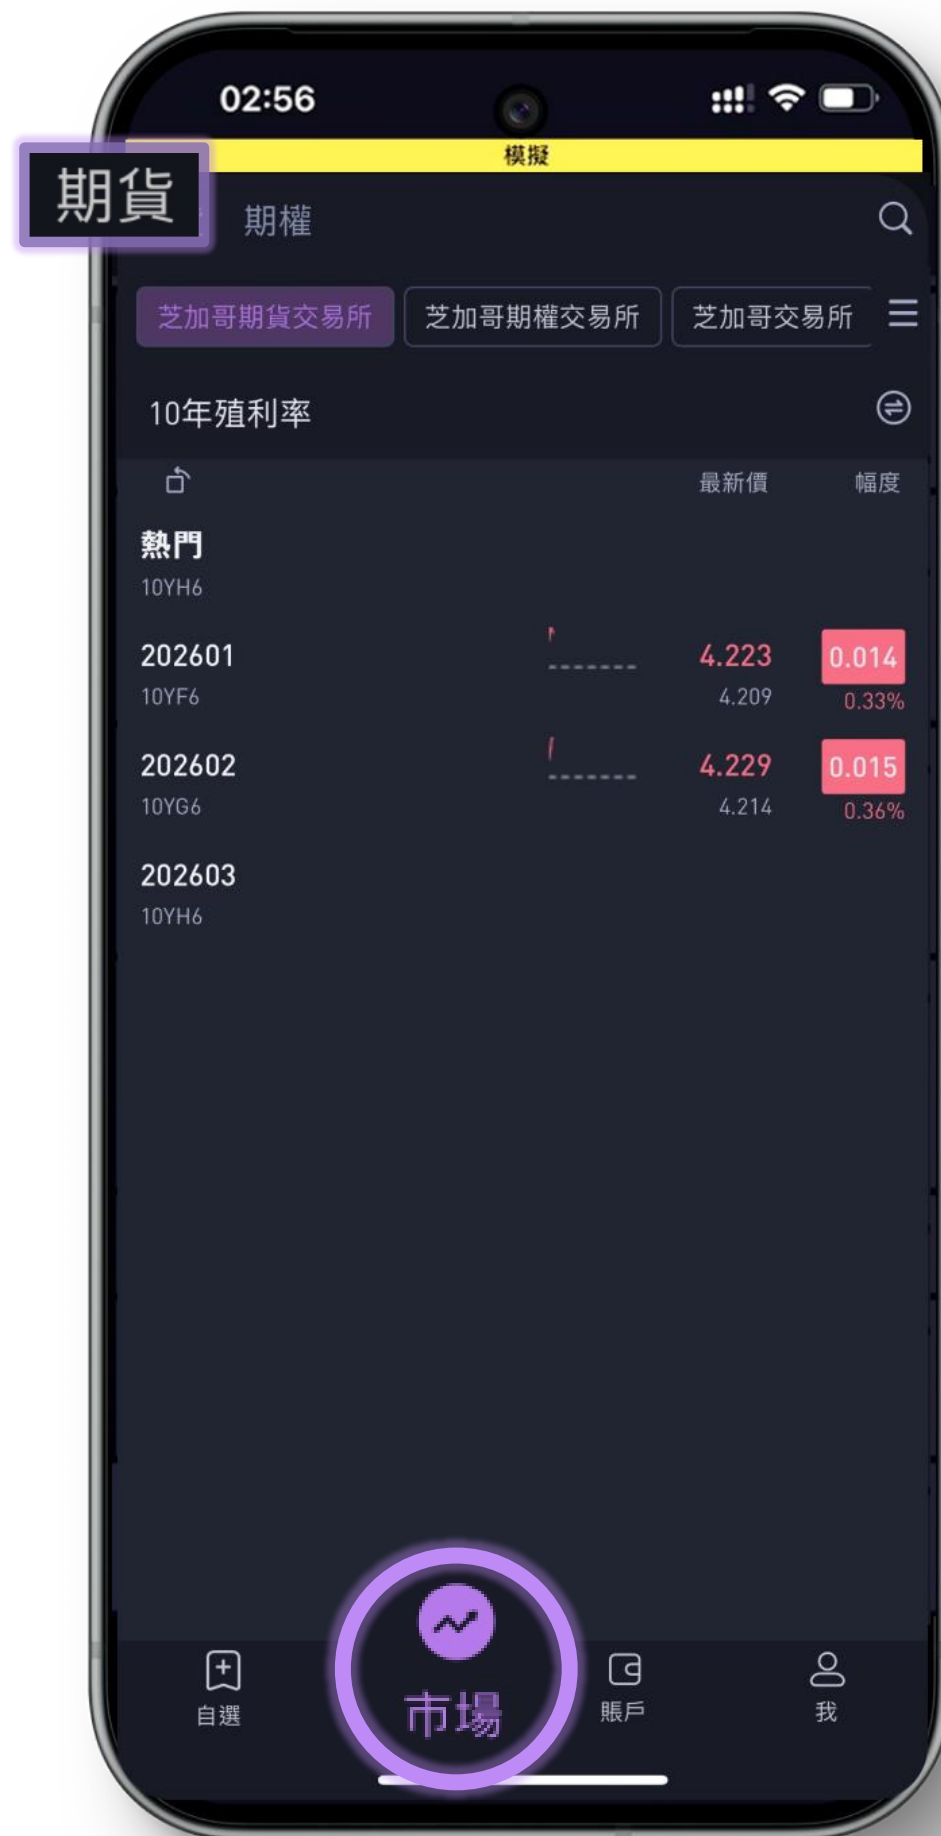 02:56
模擬
期貨 期權
芝加哥期貨交易所 芝加哥期權交易所 芝加哥交易所
10年殖利率
最新價 幅度
熱門
10YH6
202601 4.223 0.014
10YF6 4.209 0.33%
202602 4.229 0.015
10YG6 4.214 0.36%
202603
10YH6
自選 市場 賬戶 我